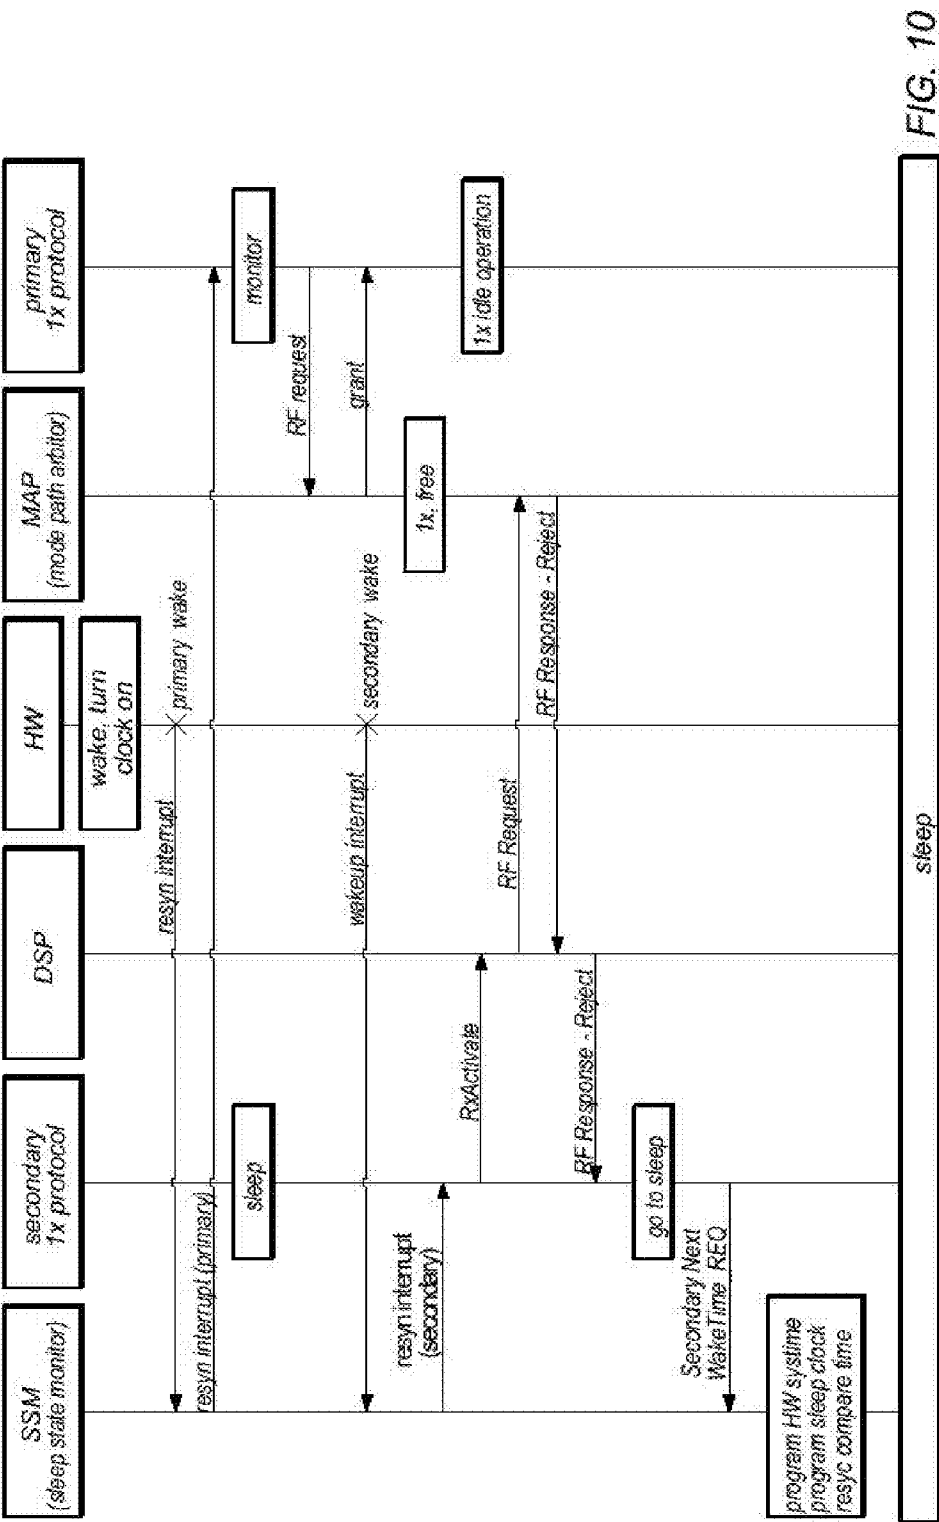 SSM
(sleep state monitor)
secondary
1x protocol
DSP
HW
MAP
(mode path arbitor)
primary
1x protocol
wake, turn
clock on
resyn interrupt
primary wake
resyn interrupt (primary)
sleep
monitor
RF request
wakeup interrupt
secondary wake
grant
resyn interrupt
(secondary)
1x, free
RxActivate
1x idle operation
RF Request
RF Response - Reject
RF Response - Reject
go to sleep
Secondary Next
WakeTime REQ
program HW systime
program sleep clock
resyc compare time
sleep
FIG. 10